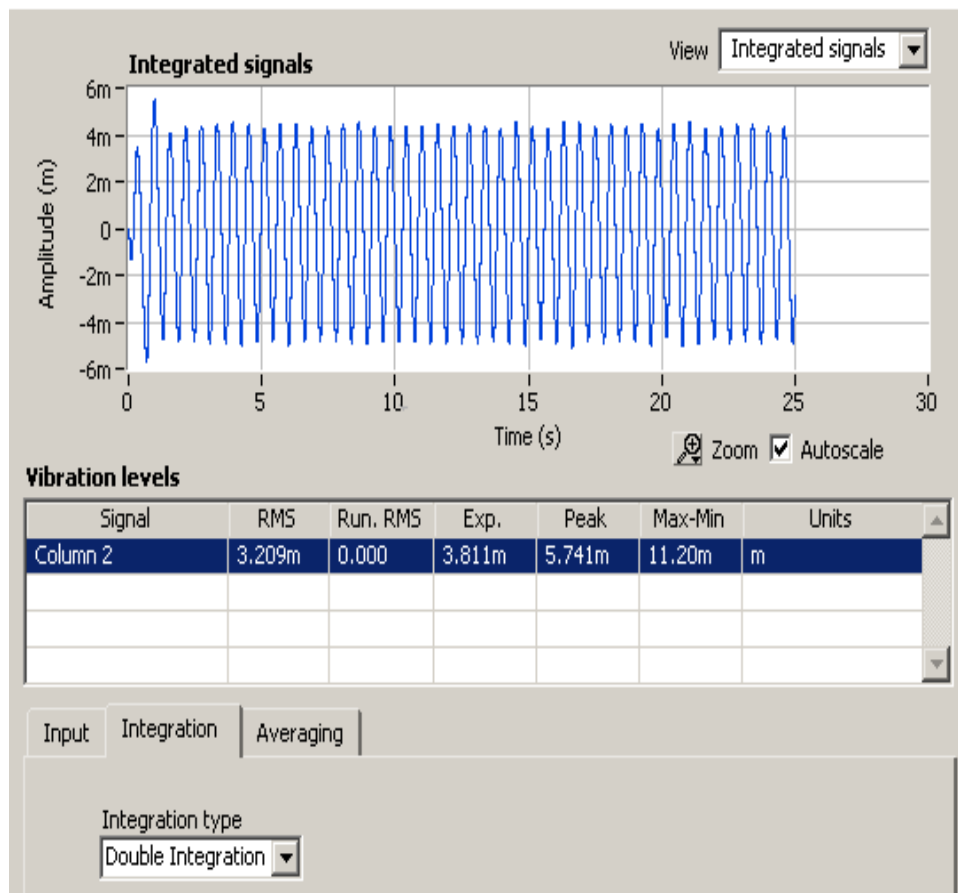 View Integrated signals
Integrated signals
6m
4m
2m
0
-2m
-4m
-6m
Amplitude (m)
0 5 10 15 20 25 30
Time (s)
Zoom Autoscale
Vibration levels
Signal RMS Run. RMS Exp. Peak Max-Min Units
Column 2 3.209m 0.000 3.811m 5.741m 11.20m m
Input Integration Averaging
Integration type
Double Integration